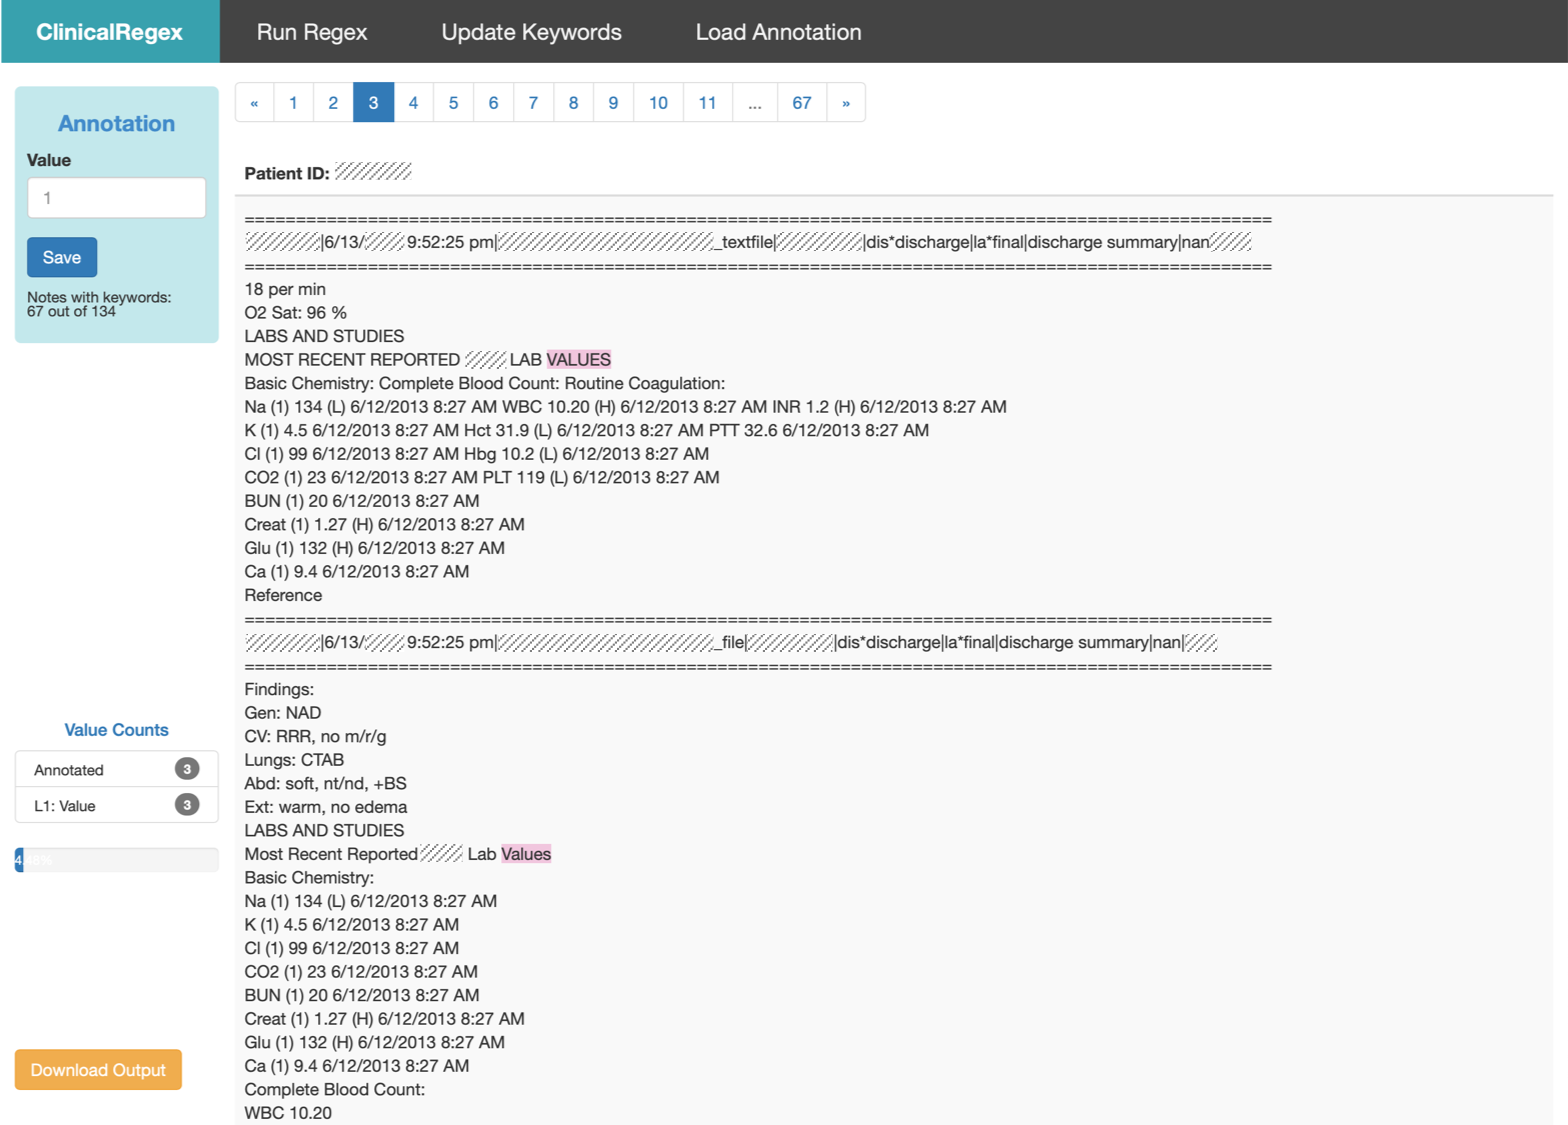 ClinicalRegex Run Regex Update Keywords Load Annotation
« 1 2 3 4 5 6 7 8 9 10 11 ... 67 »
Annotation
Value
1
Save
Notes with keywords:
67 out of 134
Value Counts
Annotated 3
L1: Value 3
4.48%
Download Output
Patient ID:
====================================================================================================
|6/13/ 9:52:25 pm| _textfile| |dis*discharge|la*final|discharge summary|nan
====================================================================================================
18 per min
O2 Sat: 96 %
LABS AND STUDIES
MOST RECENT REPORTED LAB VALUES
Basic Chemistry: Complete Blood Count: Routine Coagulation:
Na (1) 134 (L) 6/12/2013 8:27 AM WBC 10.20 (H) 6/12/2013 8:27 AM INR 1.2 (H) 6/12/2013 8:27 AM
K (1) 4.5 6/12/2013 8:27 AM Hct 31.9 (L) 6/12/2013 8:27 AM PTT 32.6 6/12/2013 8:27 AM
Cl (1) 99 6/12/2013 8:27 AM Hbg 10.2 (L) 6/12/2013 8:27 AM
CO2 (1) 23 6/12/2013 8:27 AM PLT 119 (L) 6/12/2013 8:27 AM
BUN (1) 20 6/12/2013 8:27 AM
Creat (1) 1.27 (H) 6/12/2013 8:27 AM
Glu (1) 132 (H) 6/12/2013 8:27 AM
Ca (1) 9.4 6/12/2013 8:27 AM
Reference
====================================================================================================
|6/13/ 9:52:25 pm| _file| |dis*discharge|la*final|discharge summary|nan|
====================================================================================================
Findings:
Gen: NAD
CV: RRR, no m/r/g
Lungs: CTAB
Abd: soft, nt/nd, +BS
Ext: warm, no edema
LABS AND STUDIES
Most Recent Reported Lab Values
Basic Chemistry:
Na (1) 134 (L) 6/12/2013 8:27 AM
K (1) 4.5 6/12/2013 8:27 AM
Cl (1) 99 6/12/2013 8:27 AM
CO2 (1) 23 6/12/2013 8:27 AM
BUN (1) 20 6/12/2013 8:27 AM
Creat (1) 1.27 (H) 6/12/2013 8:27 AM
Glu (1) 132 (H) 6/12/2013 8:27 AM
Ca (1) 9.4 6/12/2013 8:27 AM
Complete Blood Count:
WBC 10.20